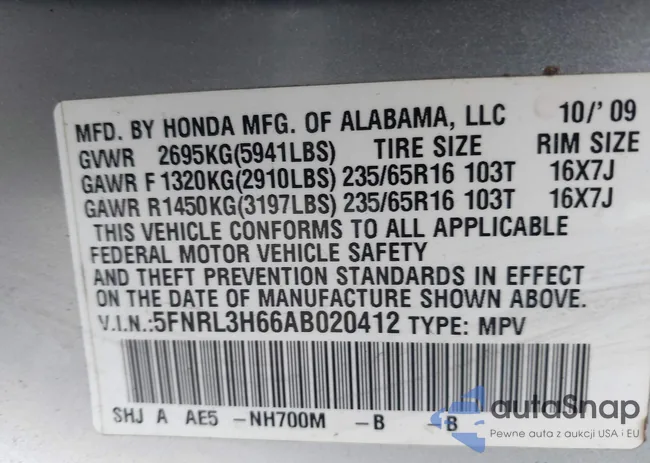 MFD. BY HONDA MFG. OF ALABAMA, LLC 10/'09
GVWR 2695KG(5941LBS) TIRE SIZE RIM SIZE
GAWR F 1320KG(2910LBS) 235/65R16 103T 16X7J
GAWR R1450KG(3197LBS) 235/65R16 103T 16X7J
THIS VEHICLE CONFORMS TO ALL APPLICABLE
FEDERAL MOTOR VEHICLE SAFETY
AND THEFT PREVENTION STANDARDS IN EFFECT
ON THE DATE OF MANUFACTURE SHOWN ABOVE.
V.I.N.:5FNRL3H66AB020412 TYPE: MPV
SHJ A AE5 -NH700M -B -B
autoSnap
Pewne auta z aukcji USA i EU